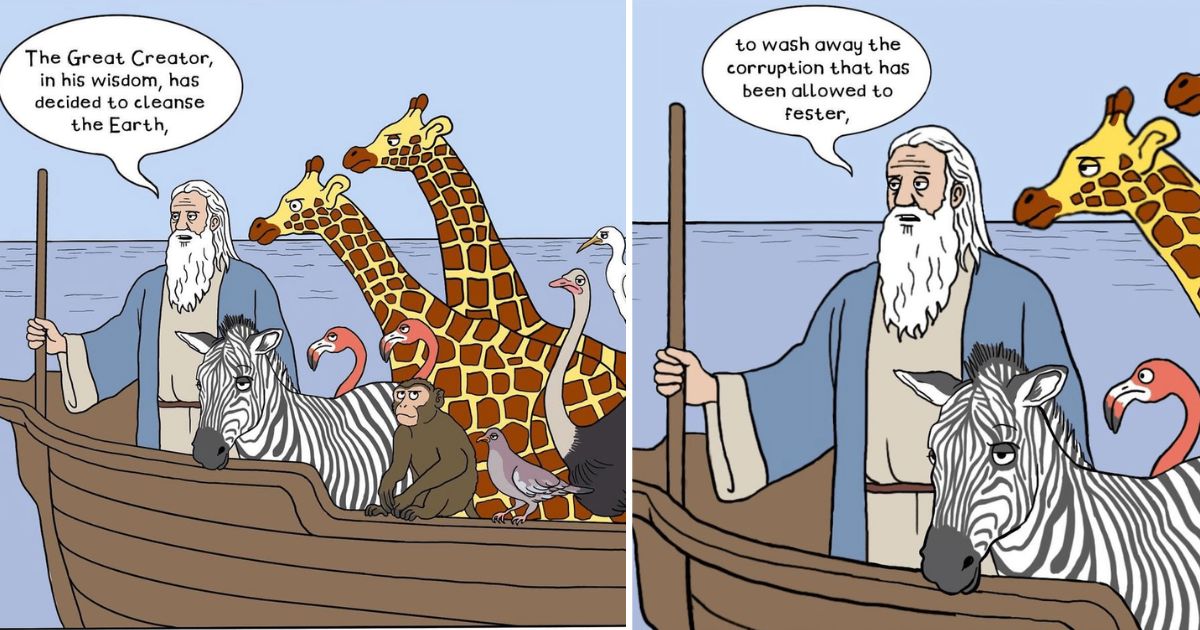 The Great Creator,
in his wisdom, has
decided to cleanse
the Earth,
to wash away the
corruption that has
been allowed to
fester,